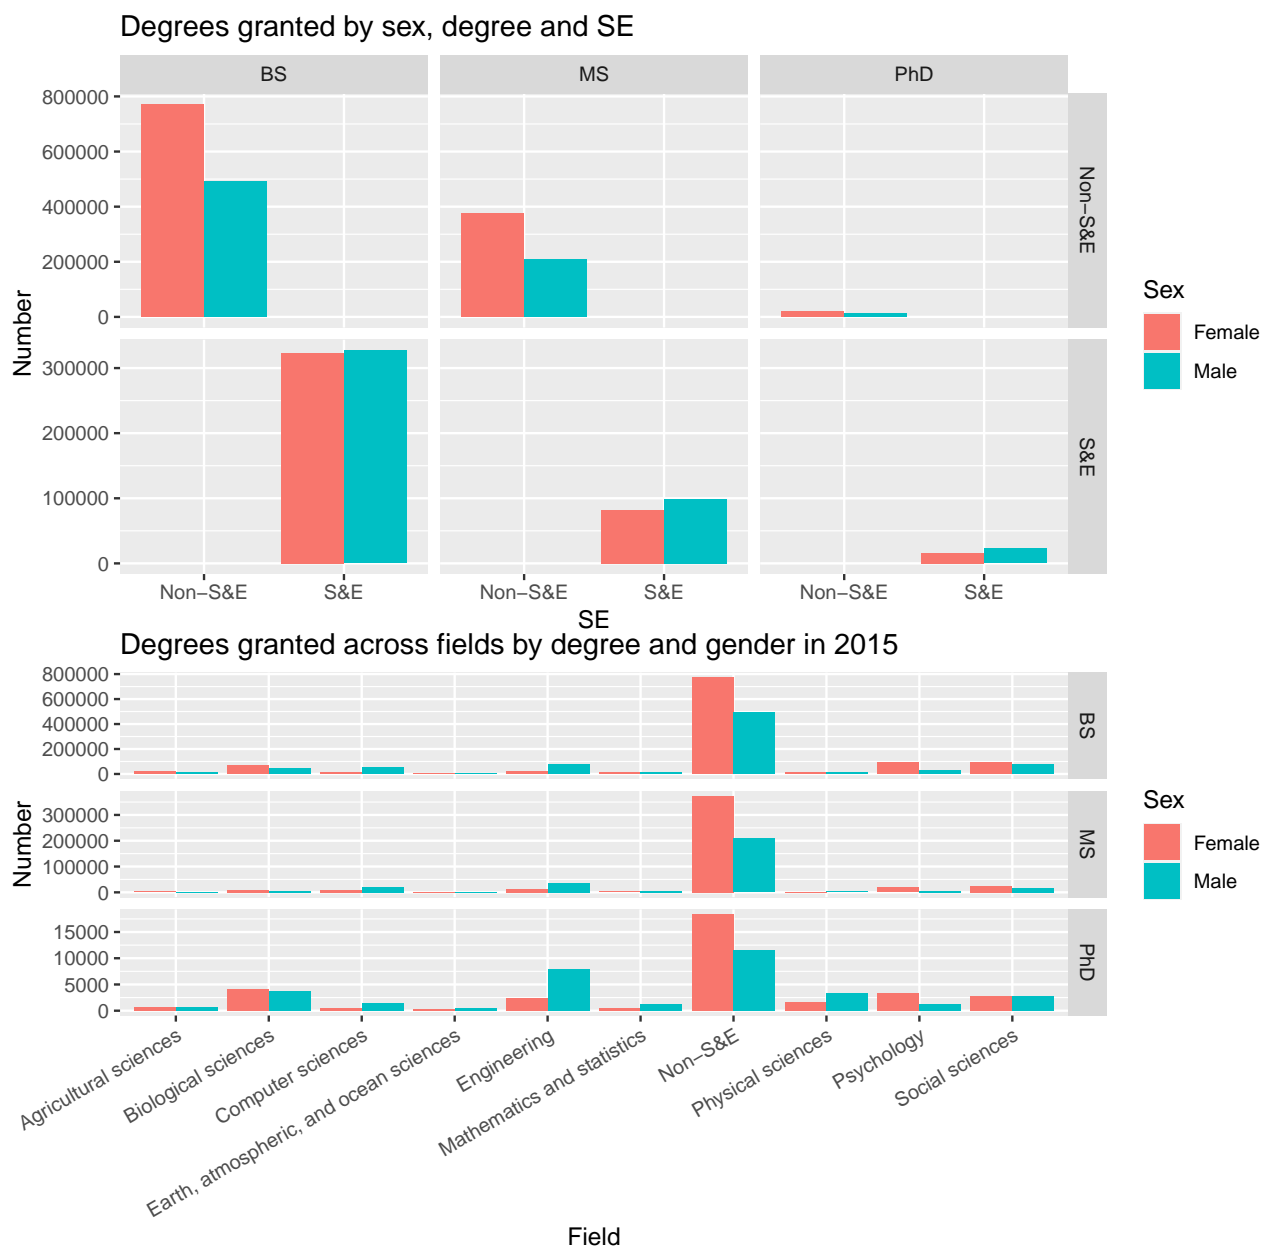 Degrees granted by sex, degree and SE
BS MS PhD
800000
600000
400000
200000
0
Non−S&E
Number
300000
200000
100000
0
S&E
Non−S&E S&E Non−S&E S&E Non−S&E S&E
SE
Sex
Female
Male
Degrees granted across fields by degree and gender in 2015
800000
600000
400000
200000
0
BS
Number
300000
200000
100000
0
MS
15000
10000
5000
0
PhD
Agricultural sciences
Biological sciences
Computer sciences
Earth, atmospheric, and ocean sciences
Engineering
Mathematics and statistics
Non−S&E
Physical sciences
Psychology
Social sciences
Field
Sex
Female
Male